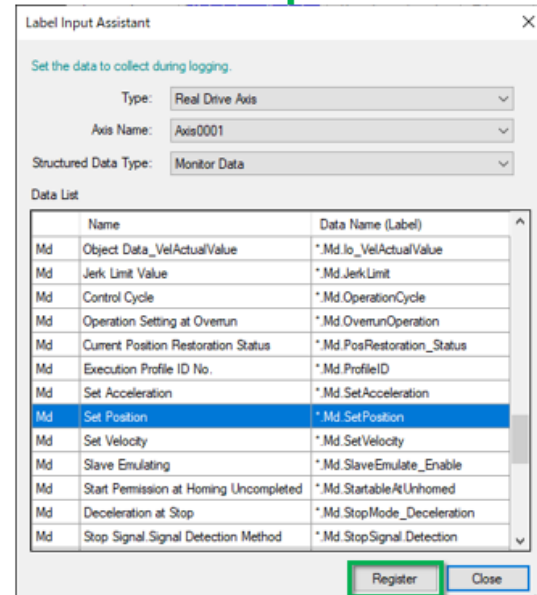 Label Input Assistant
Set the data to collect during logging.
Type: Real Drive Axis
Axis Name: Axis0001
Structured Data Type: Monitor Data
Data List
Name Data Name (Label)
Md Object Data_VelActualValue *.Md.Io_VelActualValue
Md Jerk Limit Value *.Md.JerkLimit
Md Control Cycle *.Md.OperationCycle
Md Operation Setting at Overrun *.Md.OverrunOperation
Md Current Position Restoration Status *.Md.PosRestoration_Status
Md Execution Profile ID No. *.Md.ProfileID
Md Set Acceleration *.Md.SetAcceleration
Md Set Position *.Md.SetPosition
Md Set Velocity *.Md.SetVelocity
Md Slave Emulating *.Md.SlaveEmulate_Enable
Md Start Permission at Homing Uncompleted *.Md.StartableAtUnhomed
Md Deceleration at Stop *.Md.StopMode_Deceleration
Md Stop Signal.Signal Detection Method *.Md.StopSignal.Detection
Register Close